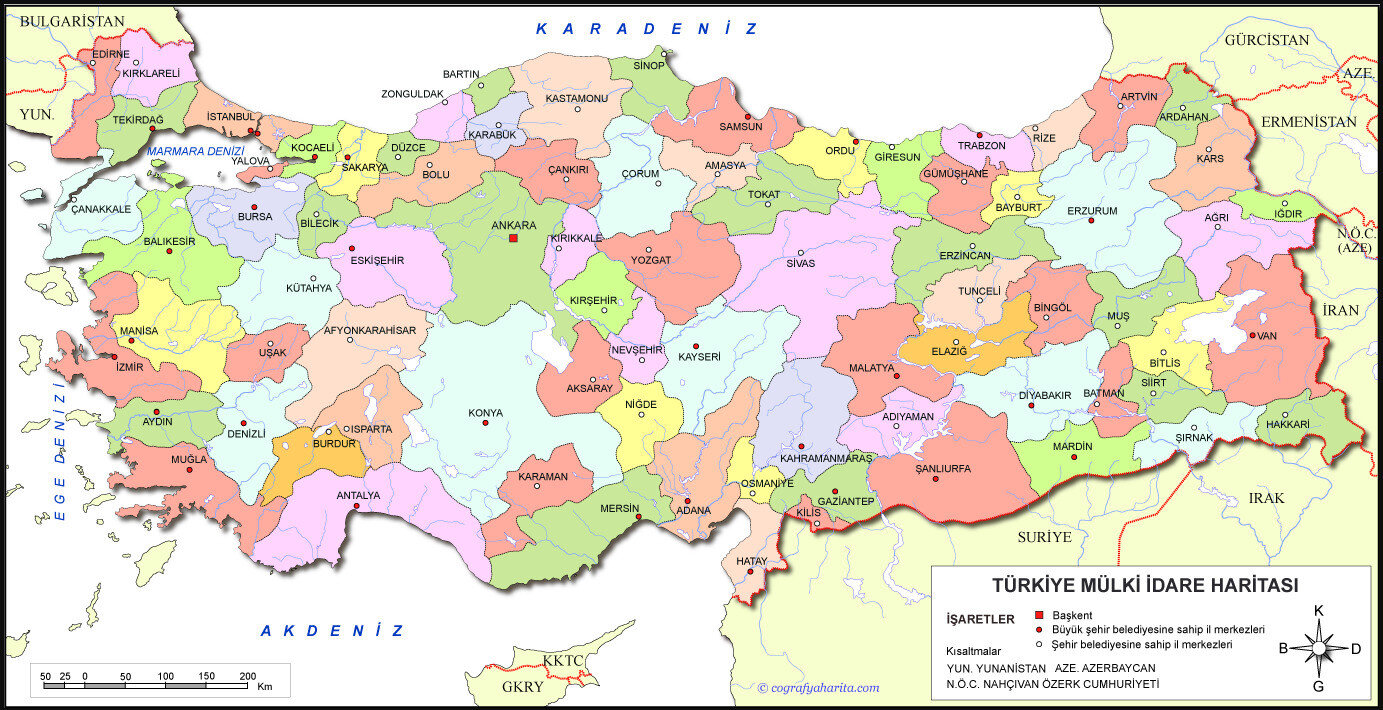 BULGARİSTAN
K A R A D E N İ Z
GÜRCİSTAN
EDİRNE
KIRKLARELİ
SİNOP
BARTIN
AZE.
ZONGULDAK
KASTAMONU
ARTVİN
YUN.
TEKİRDAĞ
İSTANBUL
KARABÜK
SAMSUN
ARDAHAN
ERMENİSTAN
MARMARA DENİZİ
KOCAELİ
DÜZCE
ORDU
GİRESUN
TRABZON
RİZE
YALOVA
SAKARYA
BOLU
ÇANKIRI
ÇORUM
AMASYA
GÜMÜŞHANE
KARS
TOKAT
BAYBURT
ÇANAKKALE
BURSA
BİLECİK
ANKARA
ERZURUM
AĞRI
IĞDIR
N.Ö.C.
(AZE)
BALIKESİR
ESKİŞEHİR
KIRIKKALE
YOZGAT
SİVAS
ERZİNCAN
KÜTAHYA
TUNCELİ
KIRŞEHİR
BİNGÖL
İRAN
MANİSA
AFYONKARAHİSAR
MUŞ
VAN
UŞAK
NEVŞEHİR
KAYSERİ
ELAZIĞ
İZMİR
MALATYA
BİTLİS
AKSARAY
SİİRT
EGE DENİZİ
AYDIN
DENİZLİ
ISPARTA
BURDUR
KONYA
NİĞDE
ADIYAMAN
DİYABAKIR
BATMAN
HAKKARİ
ŞIRNAK
MUĞLA
KARAMAN
KAHRAMANMARAŞ
ŞANLIURFA
MARDİN
ANTALYA
OSMANİYE
GAZİANTEP
MERSİN
ADANA
KİLİS
IRAK
SURİYE
HATAY
TÜRKİYE MÜLKİ İDARE HARİTASI
İŞARETLER
Başkent
Büyük şehir belediyesine sahip il merkezleri
Şehir belediyesine sahip il merkezleri
Kısaltmalar
YUN. YUNANİSTAN AZE. AZERBAYCAN
N.Ö.C. NAHÇIVAN ÖZERK CUMHURİYETİ
K
B
D
G
A K D E N İ Z
KKTC
GKRY
50 25 0 50 100 150 200
Km
© cografyaharita.com